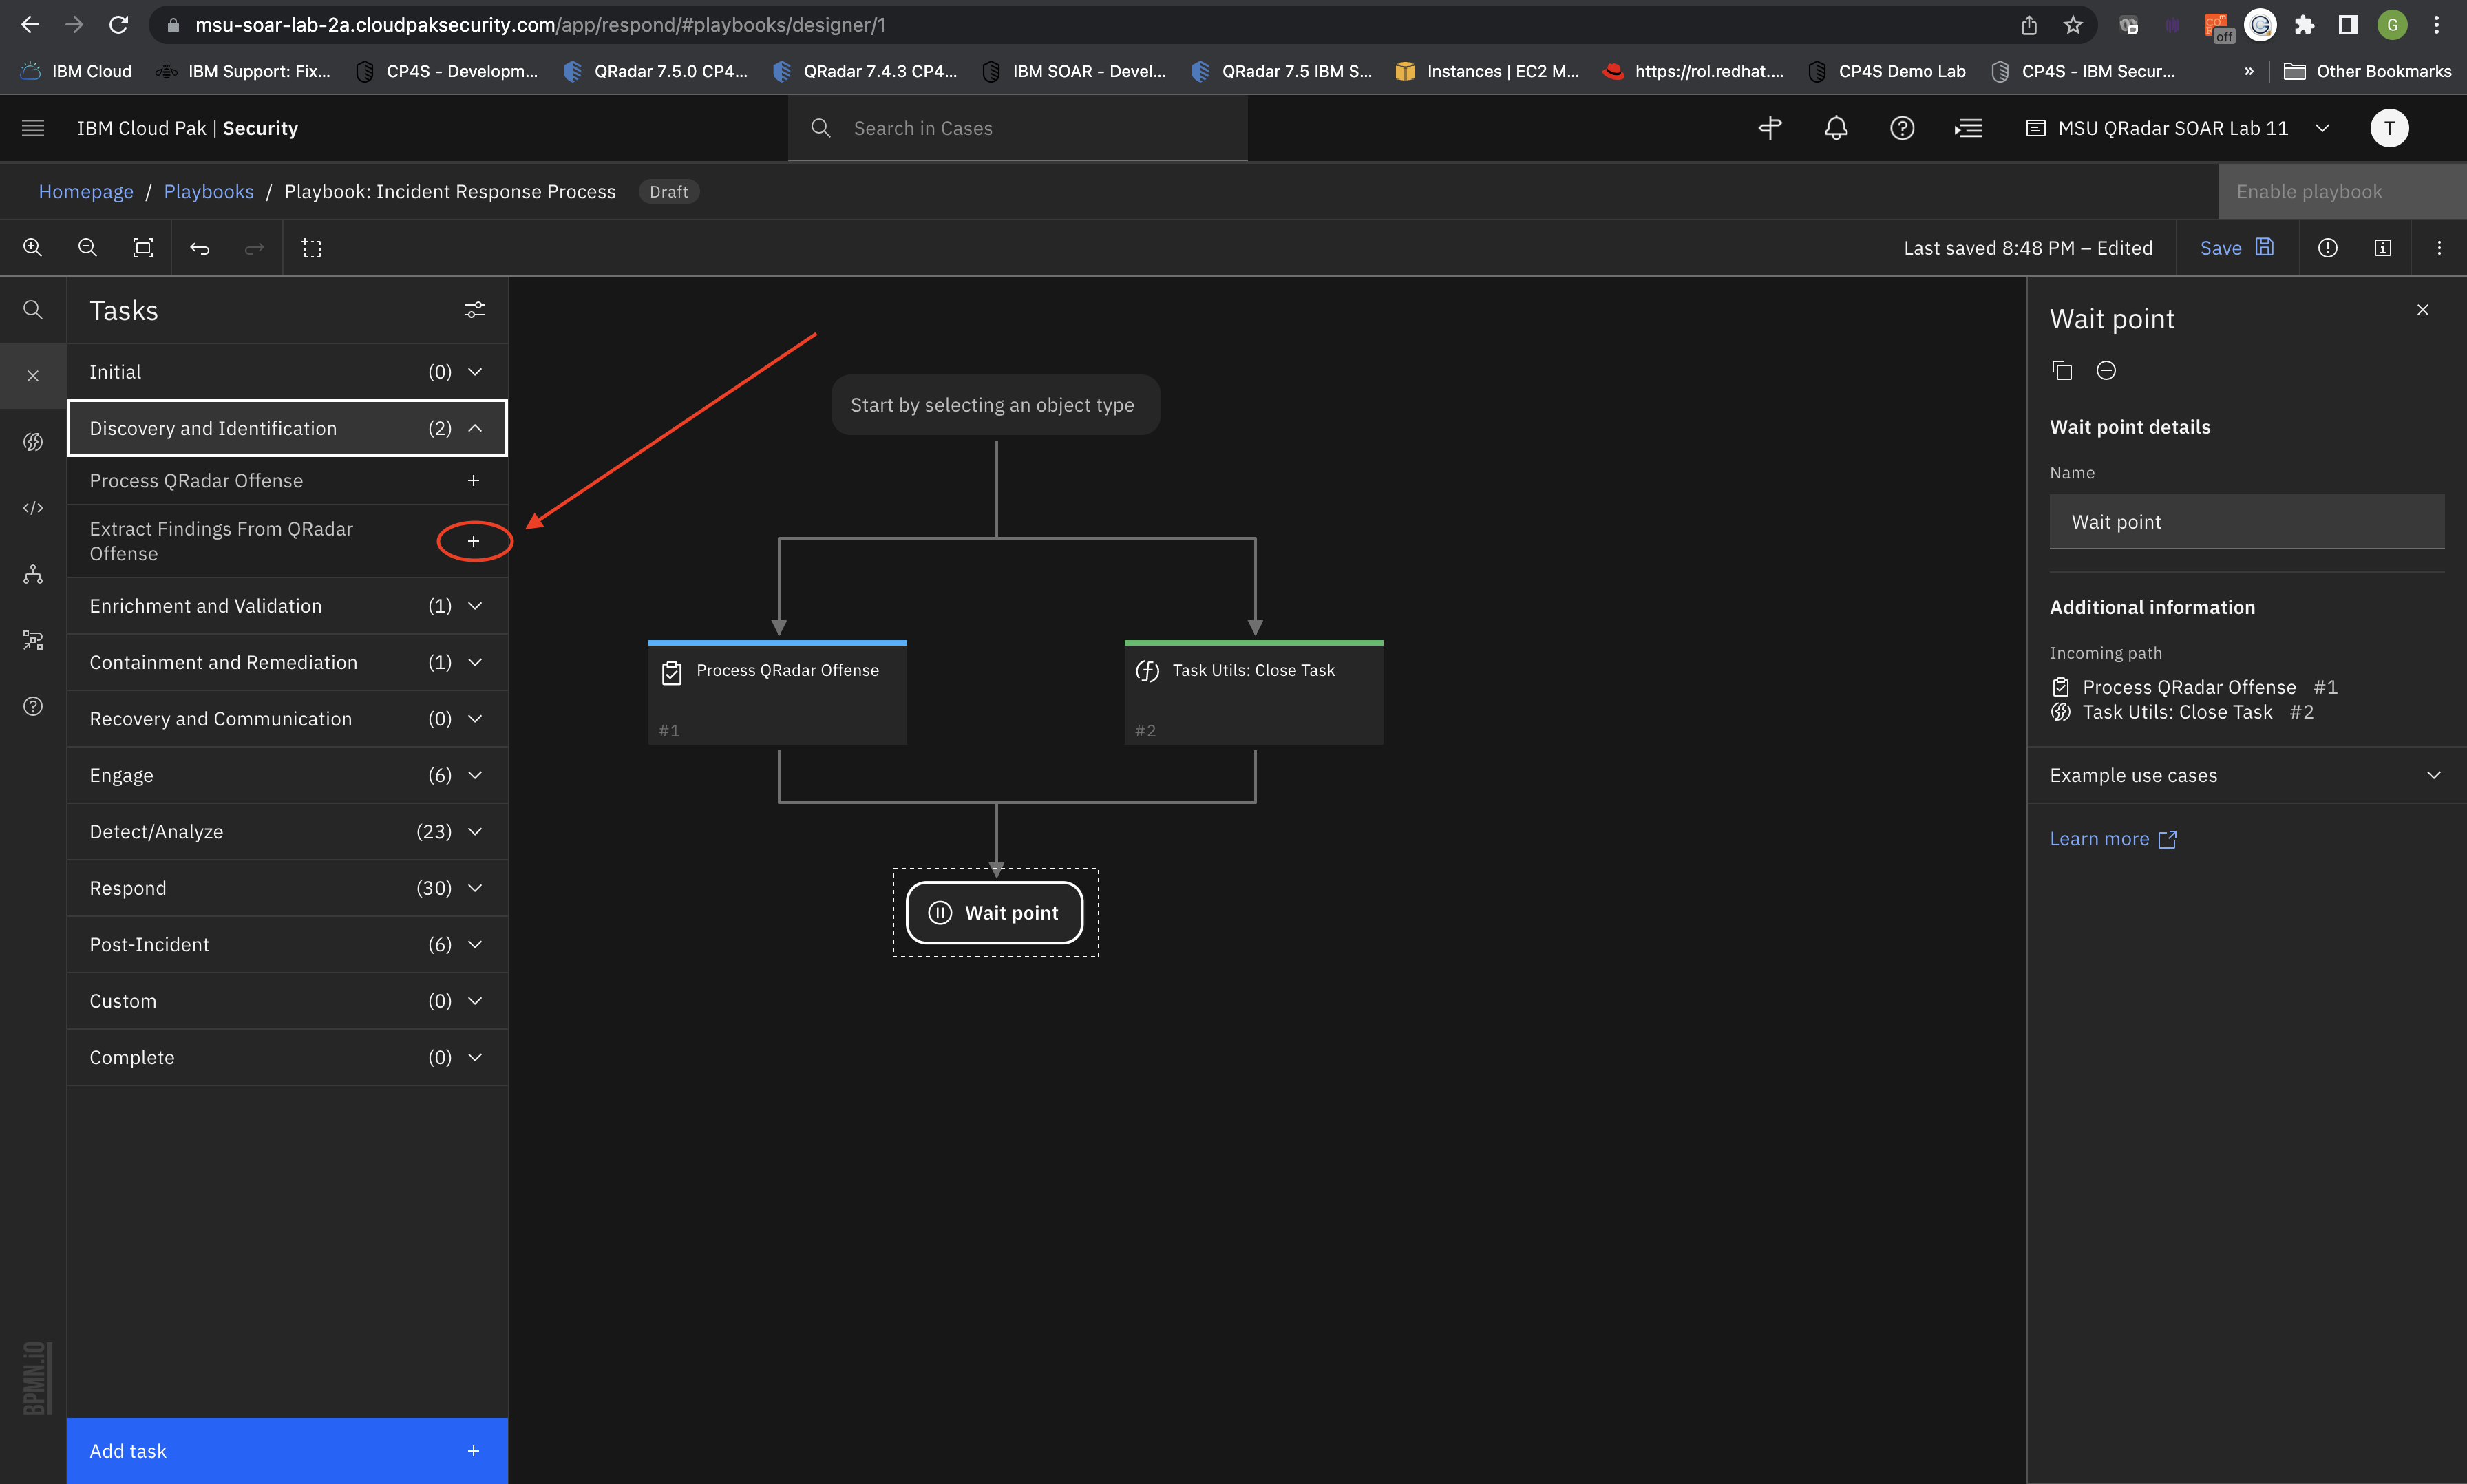 msu-soar-lab-2a.cloudpaksecurity.com/app/respond/#playbooks/designer/1
off
G
IBM Cloud
IBM Support: Fix...
CP4S - Developm...
QRadar 7.5.0 CP4...
QRadar 7.4.3 CP4...
IBM SOAR - Devel...
QRadar 7.5 IBM S...
Instances | EC2 M...
https://rol.redhat....
CP4S Demo Lab
CP4S - IBM Secur...
»
Other Bookmarks
IBM Cloud Pak | Security
Search in Cases
MSU QRadar SOAR Lab 11
T
Homepage / Playbooks / Playbook: Incident Response Process
Draft
Enable playbook
Last saved 8:48 PM – Edited
Save
Tasks
Initial (0)
Discovery and Identification (2)
Process QRadar Offense +
Extract Findings From QRadar
Offense +
Enrichment and Validation (1)
Containment and Remediation (1)
Recovery and Communication (0)
Engage (6)
Detect/Analyze (23)
Respond (30)
Post-Incident (6)
Custom (0)
Complete (0)
BPMN.iO
Add task +
Start by selecting an object type
Process QRadar Offense
#1
Task Utils: Close Task
#2
Wait point
Wait point
Wait point details
Name
Wait point
Additional information
Incoming path
Process QRadar Offense #1
Task Utils: Close Task #2
Example use cases
Learn more